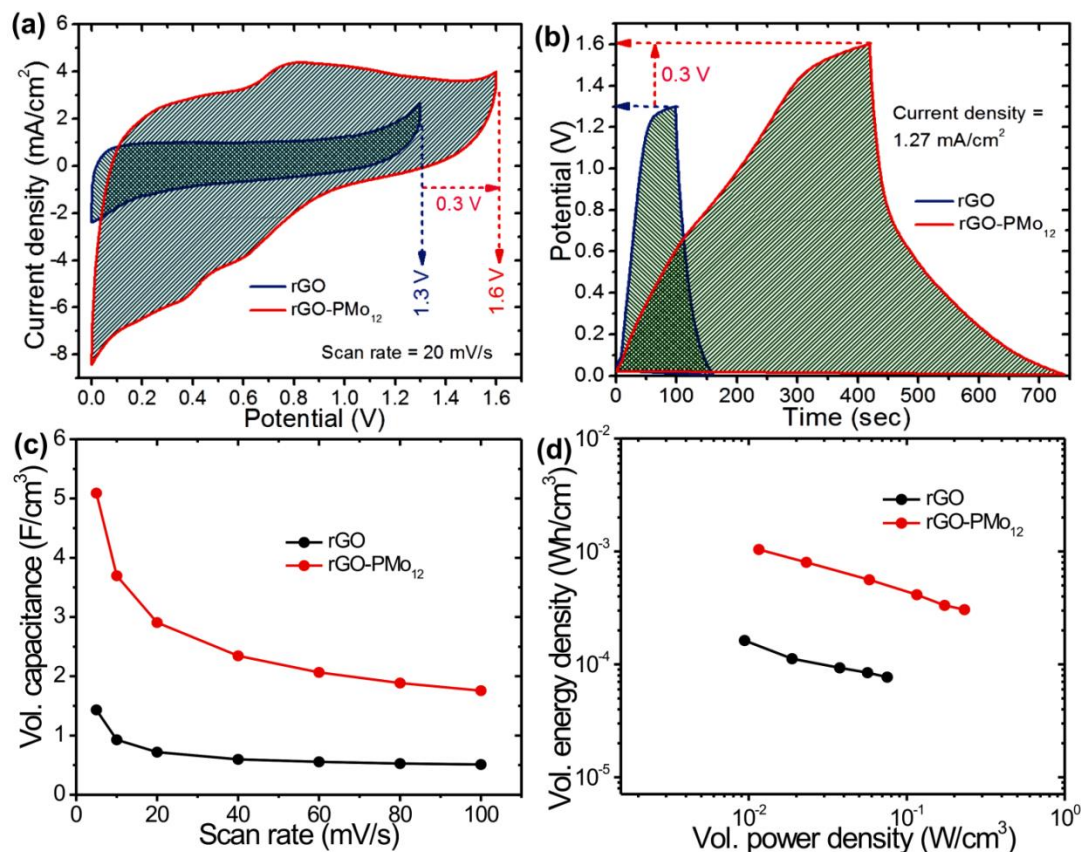 (a)
Current density (mA/cm²)
6
4
2
0
-2
-4
-6
-8
0.3 V
1.3 V
1.6 V
rGO
rGO-PMo₁₂
Scan rate = 20 mV/s
0.0 0.2 0.4 0.6 0.8 1.0 1.2 1.4 1.6
Potential (V)
(b)
Potential (V)
1.6
1.4
1.2
1.0
0.8
0.6
0.4
0.2
0.0
0.3 V
Current density =
1.27 mA/cm²
rGO
rGO-PMo₁₂
0 100 200 300 400 500 600 700
Time (sec)
(c)
Vol. capacitance (F/cm³)
6
5
4
3
2
1
0
rGO
rGO-PMo₁₂
20 40 60 80 100
Scan rate (mV/s)
(d)
Vol. energy density (Wh/cm³)
10⁻²
10⁻³
10⁻⁴
10⁻⁵
rGO
rGO-PMo₁₂
10⁻² 10⁻¹ 10⁰
Vol. power density (W/cm³)